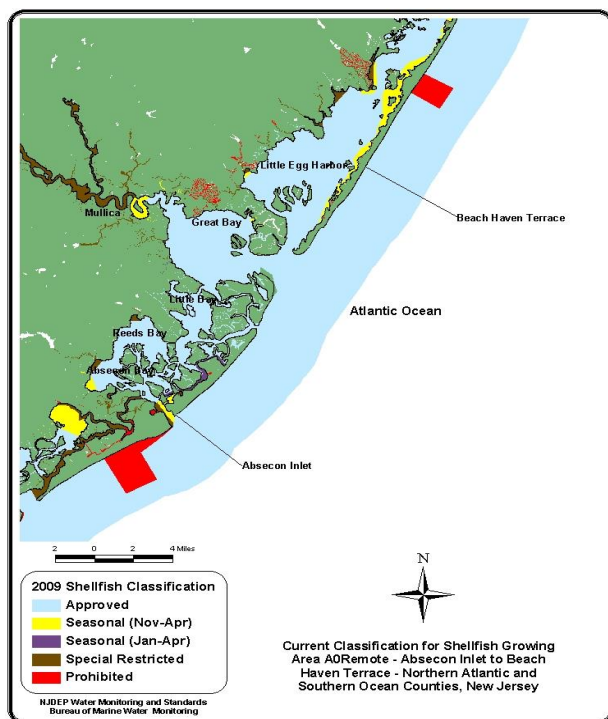 Little Egg Harbor
Mullica
Great Bay
Beach Haven Terrace
Little Bay
Atlantic Ocean
Reeds Bay
Absecon Bay
Absecon Inlet
2 0 2 4 Miles
N
2009 Shellfish Classification
Approved
Seasonal (Nov-Apr)
Seasonal (Jan-Apr)
Special Restricted
Prohibited
Current Classification for Shellfish Growing
Area A0Remote - Absecon Inlet to Beach
Haven Terrace - Northern Atlantic and
Southern Ocean Counties, New Jersey
NJDEP Water Monitoring and Standards
Bureau of Marine Water Monitoring